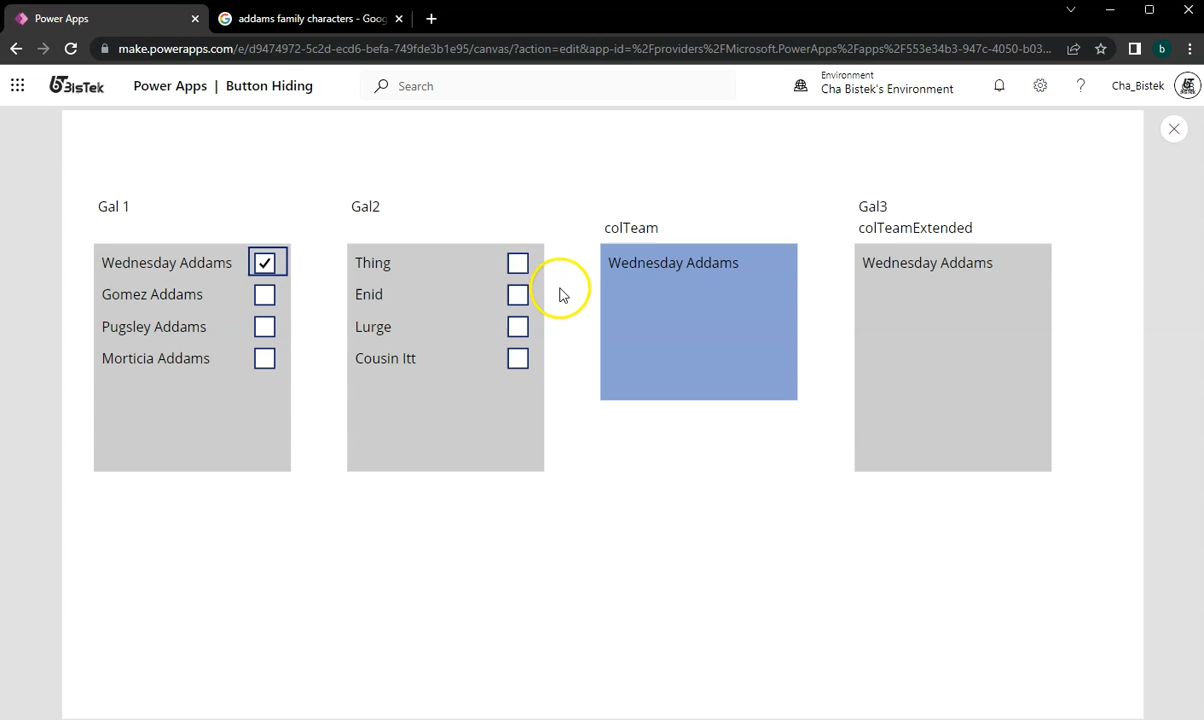 Power Apps
addams family characters - Goog
make.powerapps.com/e/d9474972-5c2d-ecd6-befa-749fde3b1e95/canvas/?action=edit&app-id=%2Fproviders%2FMicrosoft.PowerApps%2Fapps%2F553e34b3-947c-4050-b03...
b
BisTek
Power Apps | Button Hiding
Search
Environment
Cha Bistek's Environment
?
Cha_Bistek
Gal 1
Wednesday Addams
Gomez Addams
Pugsley Addams
Morticia Addams
Gal2
Thing
Enid
Lurge
Cousin Itt
colTeam
Wednesday Addams
Gal3
colTeamExtended
Wednesday Addams